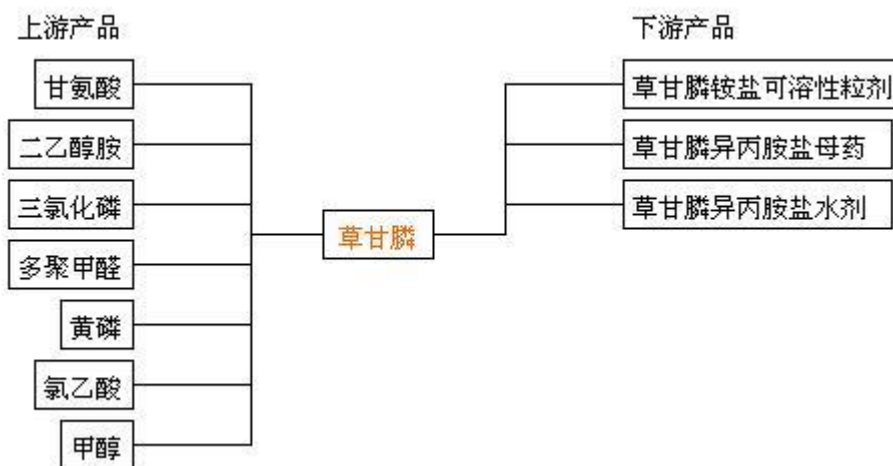 上游产品
甘氨酸
二乙醇胺
三氯化磷
多聚甲醛
黄磷
氯乙酸
甲醇
草甘膦
下游产品
草甘膦铵盐可溶性粒剂
草甘膦异丙胺盐母药
草甘膦异丙胺盐水剂